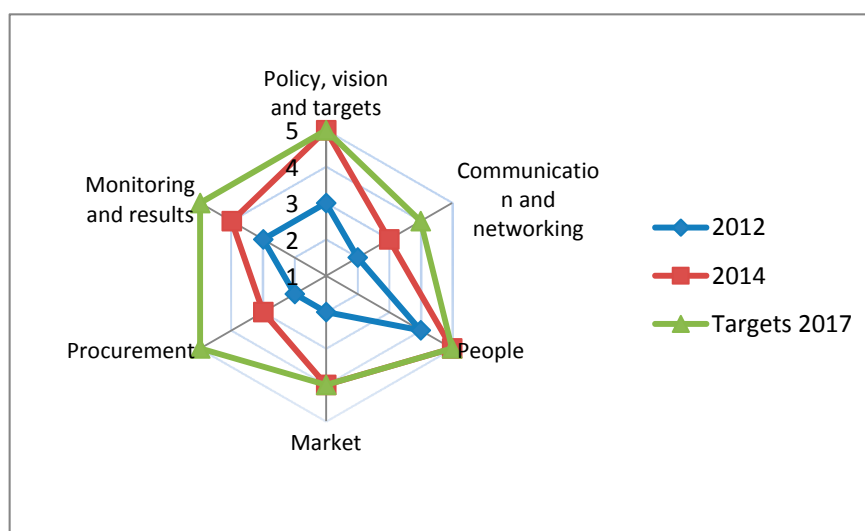 Policy, vision
and targets
5
4
3
2
1
Communicatio
n and
networking
Monitoring
and results
Procurement
People
Market
2012
2014
Targets 2017